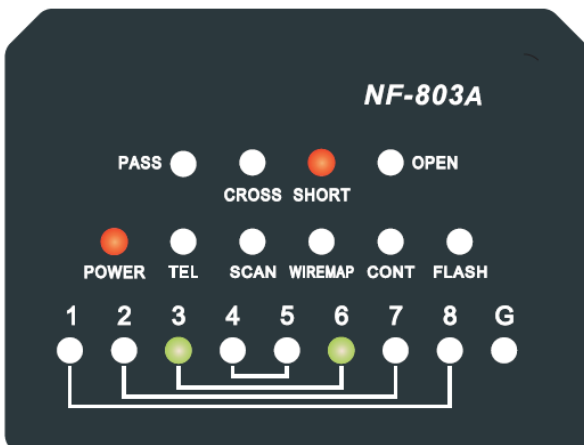 NF-803A
PASS OPEN
CROSS SHORT
POWER TEL SCAN WIREMAP CONT FLASH
1 2 3 4 5 6 7 8 G